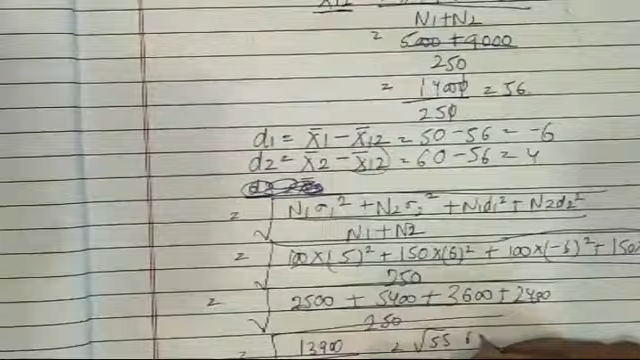 X̄12
N1+N2
= 5000 + 9000
250
= 14000 = 56
250
d1 = X̄1 - X̄12 = 50 - 56 = -6
d2 = X̄2 - X̄12 = 60 - 56 = 4
= √ N1σ1² + N2σ2² + N1d1² + N2d2²
N1 + N2
= √ 100×(5)² + 150×(6)² + 100×(-6)² + 150
250
= √ 2500 + 5400 + 3600 + 2400
250
= √ 13900 = √55.6